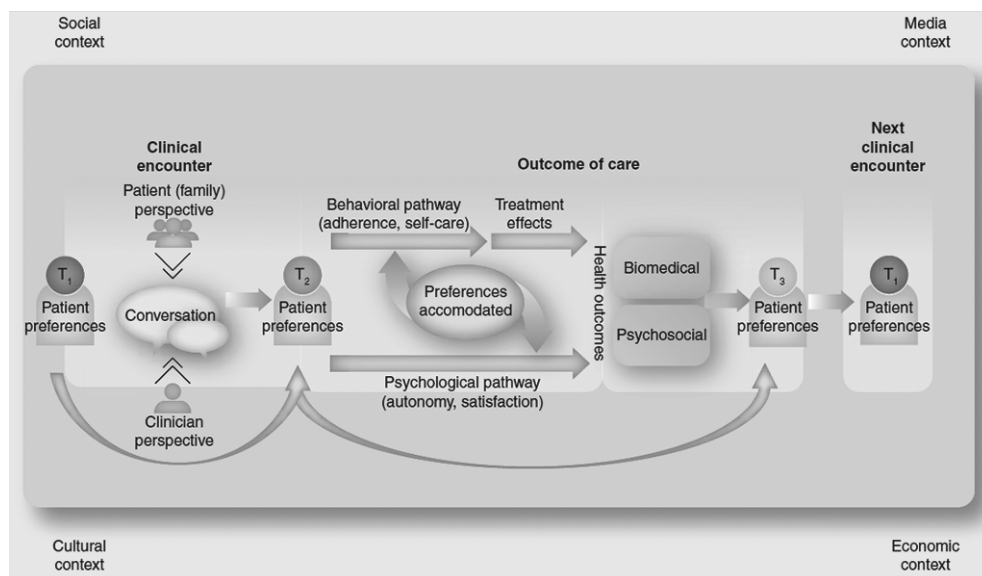 Social
context
Media
context
Clinical
encounter
Patient (family)
perspective
T1
Patient
preferences
Conversation
Clinician
perspective
T2
Patient
preferences
Outcome of care
Behavioral pathway
(adherence, self-care)
Treatment
effects
Preferences
accomodated
Psychological pathway
(autonomy, satisfaction)
Health outcomes
Biomedical
Psychosocial
T3
Patient
preferences
Next
clinical
encounter
T1
Patient
preferences
Cultural
context
Economic
context